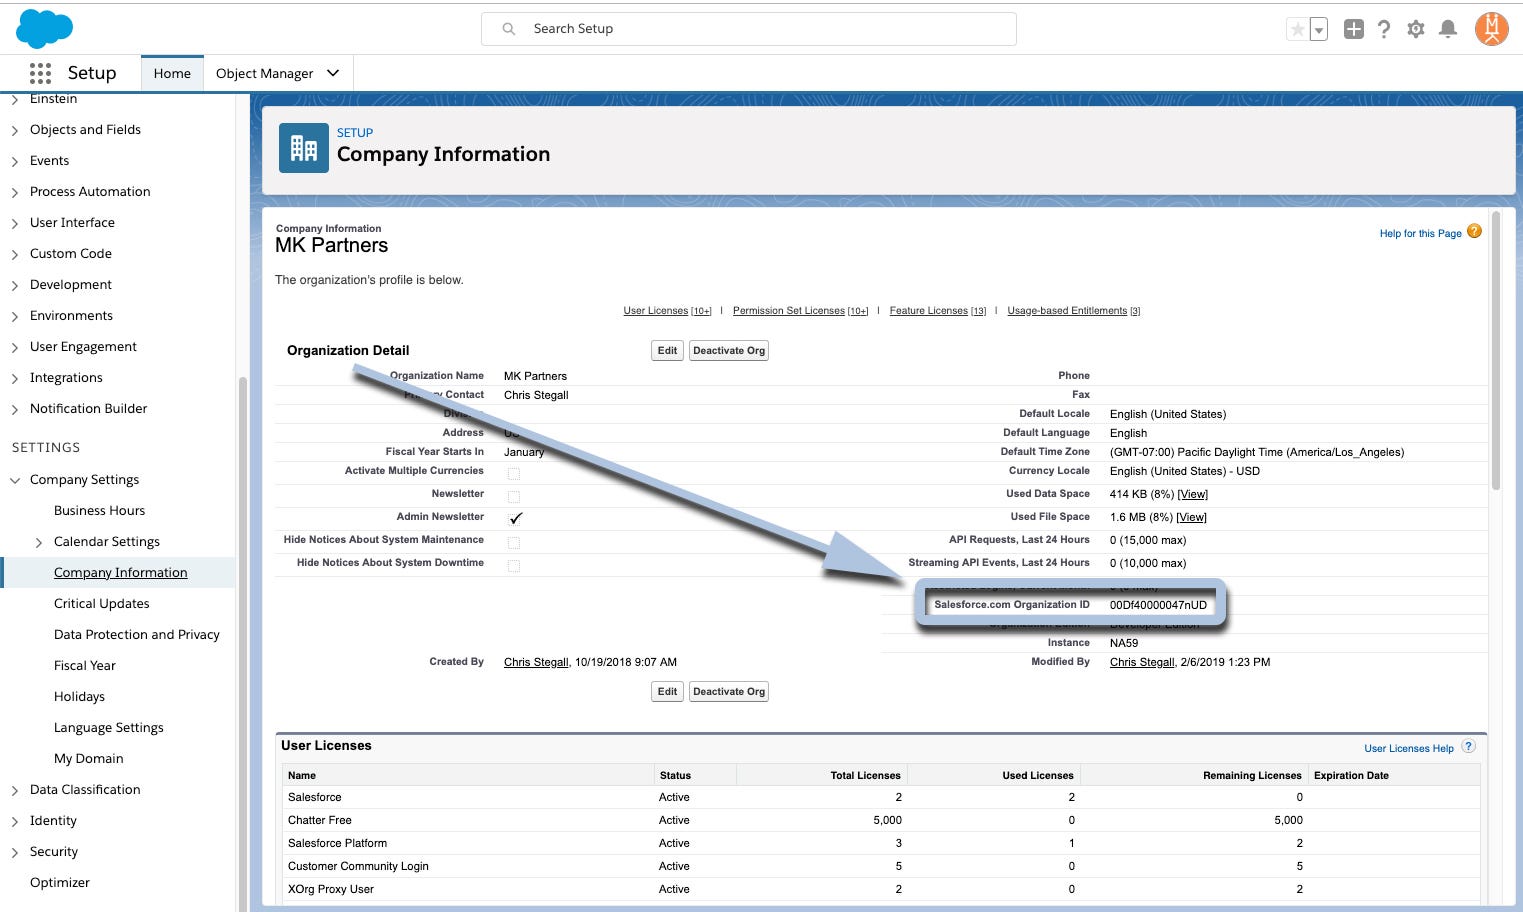 Search Setup
Setup
Home
Object Manager
Einstein
Objects and Fields
Events
Process Automation
User Interface
Custom Code
Development
Environments
User Engagement
Integrations
Notification Builder
SETTINGS
Company Settings
Business Hours
Calendar Settings
Company Information
Critical Updates
Data Protection and Privacy
Fiscal Year
Holidays
Language Settings
My Domain
Data Classification
Identity
Security
Optimizer
SETUP
Company Information
Company Information
MK Partners
Help for this Page
The organization's profile is below.
User Licenses [10+] | Permission Set Licenses [10+] | Feature Licenses [13] | Usage-based Entitlements [3]
Organization Detail Edit Deactivate Org
Organization Name MK Partners Phone
Primary Contact Chris Stegall Fax
Default Locale English (United States)
Address US Default Language English
Fiscal Year Starts In January Default Time Zone (GMT-07:00) Pacific Daylight Time (America/Los_Angeles)
Activate Multiple Currencies Currency Locale English (United States) - USD
Newsletter Used Data Space 414 KB (8%) [View]
Admin Newsletter Used File Space 1.6 MB (8%) [View]
Hide Notices About System Maintenance API Requests, Last 24 Hours 0 (15,000 max)
Hide Notices About System Downtime Streaming API Events, Last 24 Hours 0 (10,000 max)
Salesforce.com Organization ID 00Df40000047nUD
Organization Edition Developer Edition
Instance NA59
Created By Chris Stegall, 10/19/2018 9:07 AM Modified By Chris Stegall, 2/6/2019 1:23 PM
Edit Deactivate Org
User Licenses User Licenses Help ?
Name Status Total Licenses Used Licenses Remaining Licenses Expiration Date
Salesforce Active 2 2 0
Chatter Free Active 5,000 0 5,000
Salesforce Platform Active 3 1 2
Customer Community Login Active 5 0 5
XOrg Proxy User Active 2 0 2